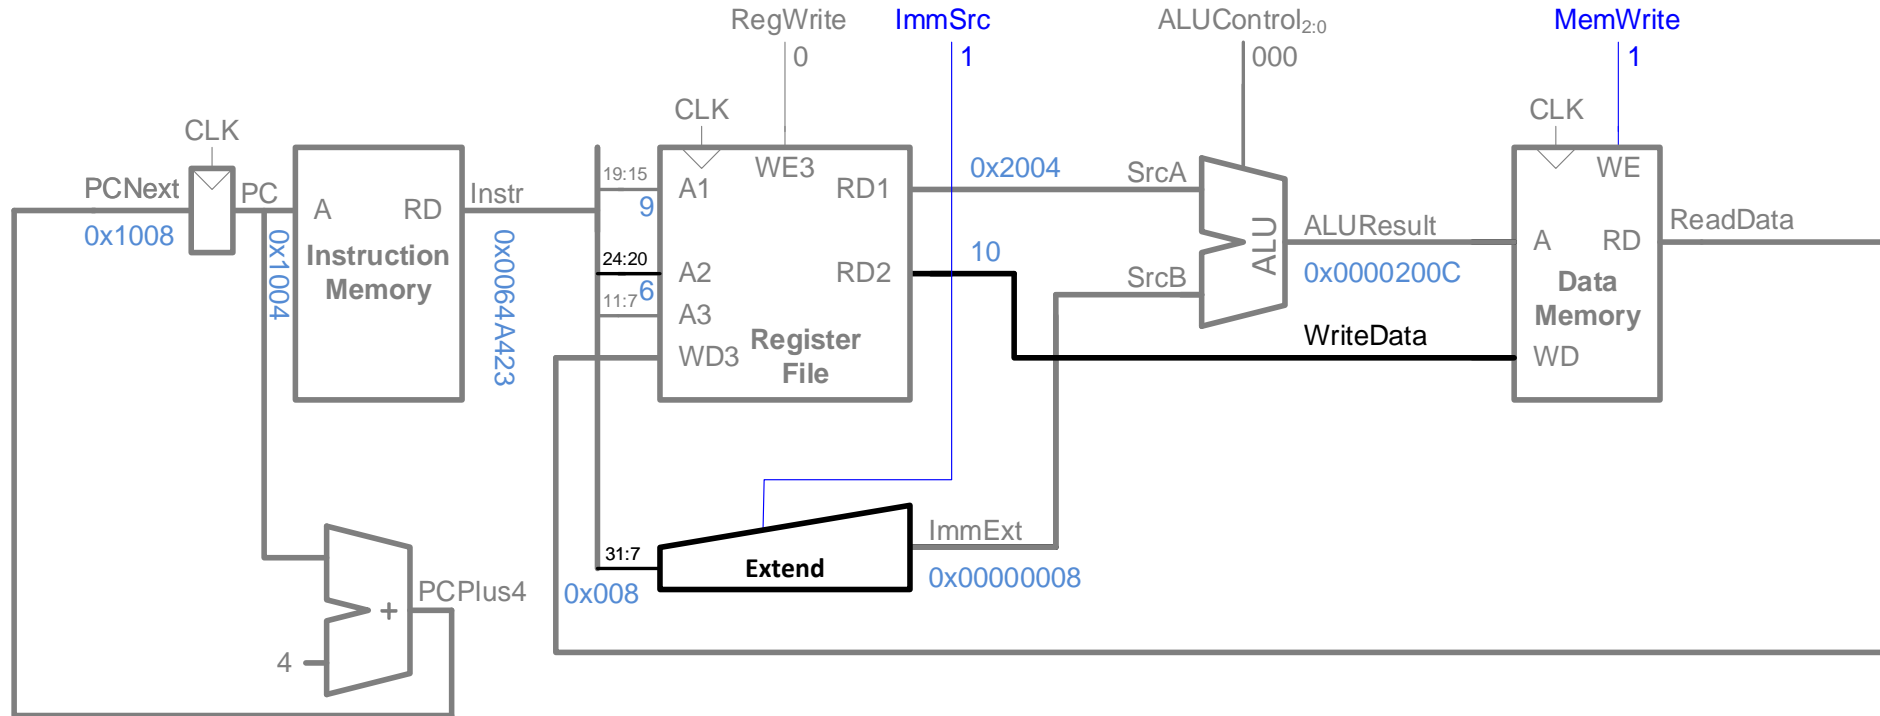 RegWrite
ImmSrc
ALUControl2:0
MemWrite
0
1
000
1
CLK
CLK
CLK
PCNext
0x1008
PC
0x1004
A
RD
Instruction
Memory
Instr
0x0064A423
19:15
9
24:20
6
11:7
A1
A2
A3
WD3
WE3
RD1
RD2
Register
File
0x2004
10
SrcA
SrcB
ALU
ALUResult
0x0000200C
WriteData
WE
A
RD
Data
Memory
WD
ReadData
31:7
0x008
Extend
ImmExt
0x00000008
PCPlus4
+
4